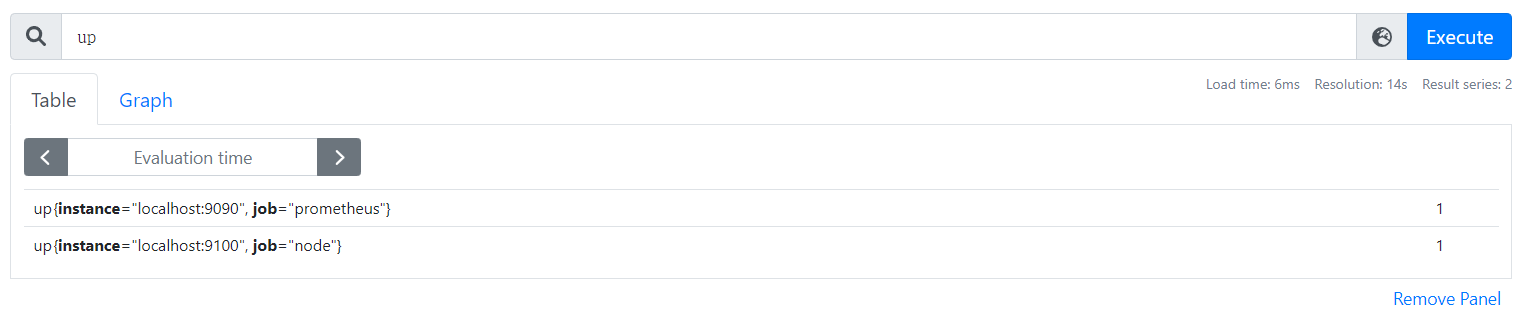 up
Execute
Table Graph Load time: 6ms Resolution: 14s Result series: 2
Evaluation time
up{instance="localhost:9090", job="prometheus"} 1
up{instance="localhost:9100", job="node"} 1
Remove Panel